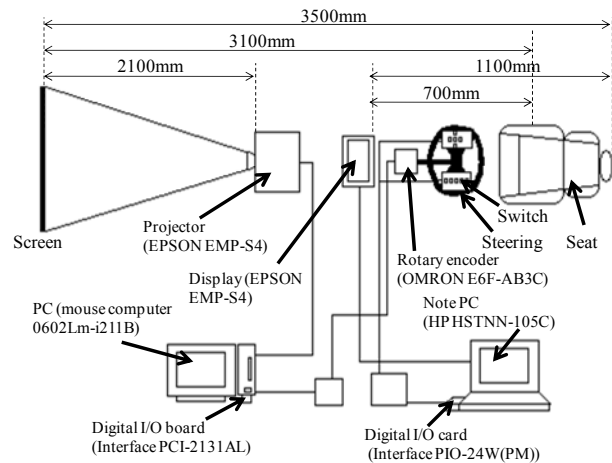 3500mm
3100mm
2100mm
1100mm
700mm
Screen
Projector
(EPSON EMP-S4)
Display (EPSON
EMP-S4)
Switch
Steering
Seat
Rotary encoder
(OMRON E6F-AB3C)
PC (mouse computer
0602Lm-i211B)
Note PC
(HP HSTNN-105C)
Digital I/O board
(Interface PCI-2131AL)
Digital I/O card
(Interface PIO-24W(PM))